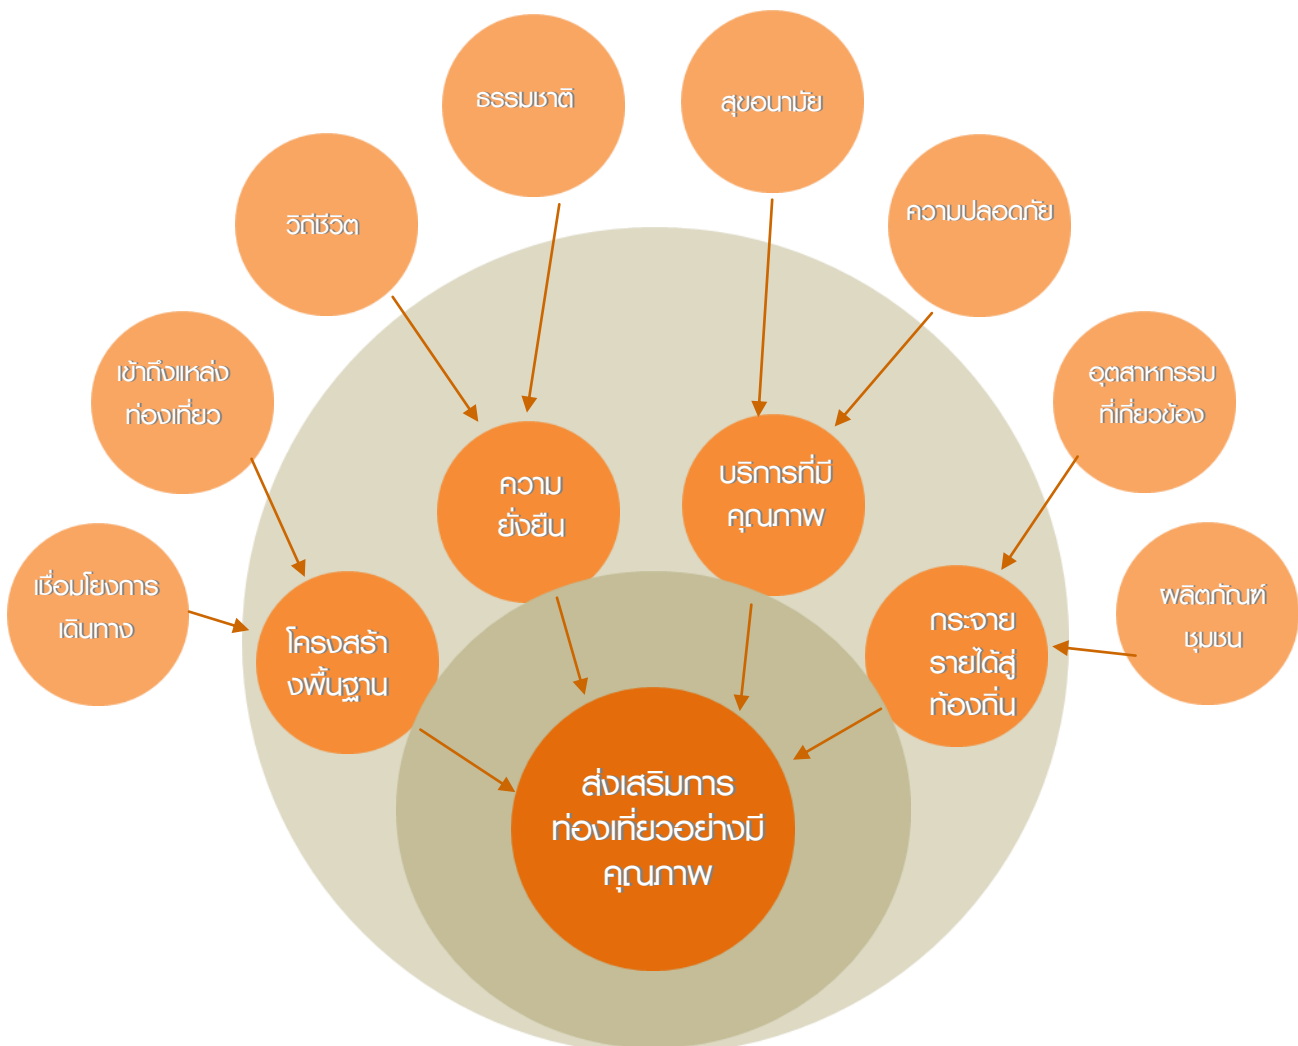 ธรรมชาติ
สุขอนามัย
วิถีชีวิต
ความปลอดภัย
เข้าถึงแหล่ง
ท่องเที่ยว
อุตสาหกรรม
ที่เกี่ยวข้อง
ความ
ยั่งยืน
บริการที่มี
คุณภาพ
เชื่อมโยงการ
เดินทาง
โครงสร้า
งพื้นฐาน
กระจาย
รายได้สู่
ท้องถิ่น
ผลิตภัณฑ์
ชุมชน
ส่งเสริมการ
ท่องเที่ยวอย่างมี
คุณภาพ